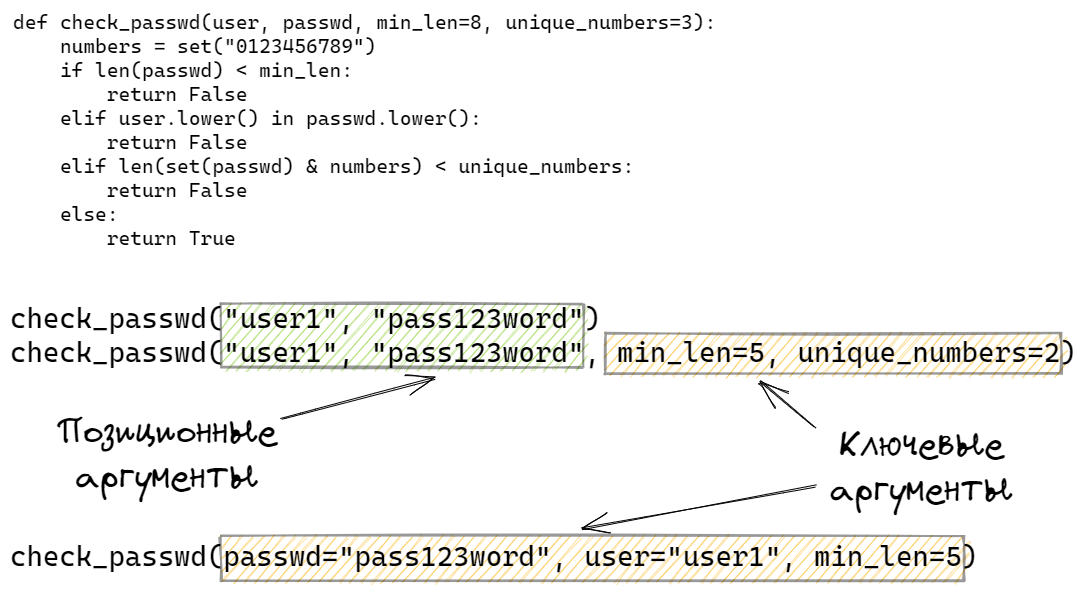 def check_passwd(user, passwd, min_len=8, unique_numbers=3):
    numbers = set("0123456789")
    if len(passwd) < min_len:
        return False
    elif user.lower() in passwd.lower():
        return False
    elif len(set(passwd) & numbers) < unique_numbers:
        return False
    else:
        return True
check_passwd("user1", "pass123word")
check_passwd("user1", "pass123word", min_len=5, unique_numbers=2)
Позиционные
аргументы
Ключевые
аргументы
check_passwd(passwd="pass123word", user="user1", min_len=5)